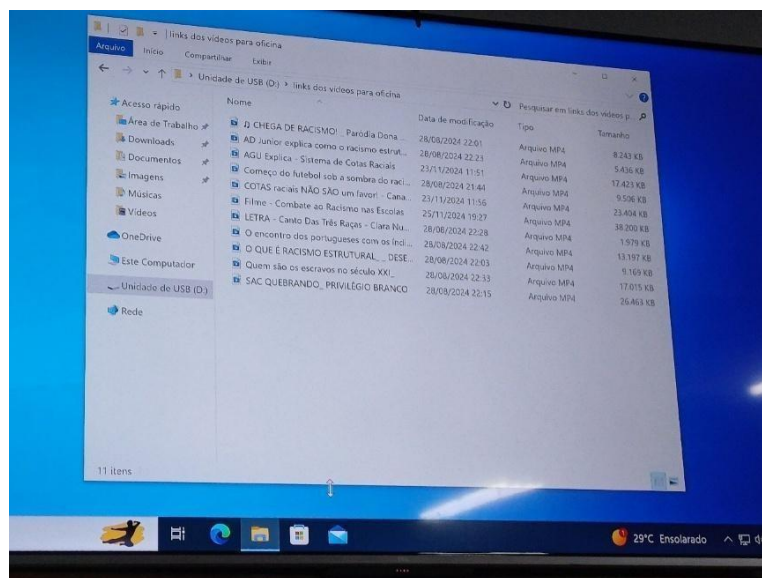 links dos videos para oficina
Arquivo Início Compartilhar Exibir
Unidade de USB (D:) > links dos videos para oficina
Pesquisar em links dos vídeos p...
Nome Data de modificação Tipo Tamanho
Acesso rápido
Área de Trabalho
Downloads
Documentos
Imagens
Músicas
Vídeos
OneDrive
Este Computador
Unidade de USB (D:)
Rede
♫ CHEGA DE RACISMO! _ Paródia Dona ... 28/08/2024 22:01 Arquivo MP4 8.243 KB
AD Junior explica como o racismo estrut... 28/08/2024 22:23 Arquivo MP4 5.436 KB
AGU Explica - Sistema de Cotas Raciais 23/11/2024 11:51 Arquivo MP4 17.423 KB
Começo do futebol sob a sombra do raci... 28/08/2024 21:44 Arquivo MP4 9.506 KB
COTAS raciais NÃO SÃO um favor! - Cana... 23/11/2024 11:56 Arquivo MP4 23.404 KB
Filme - Combate ao Racismo nas Escolas 25/11/2024 19:27 Arquivo MP4 38.200 KB
LETRA - Canto Das Três Raças - Clara Nu... 28/08/2024 22:28 Arquivo MP4 1.979 KB
O encontro dos portugueses com os índi... 28/08/2024 22:42 Arquivo MP4 13.197 KB
O QUE É RACISMO ESTRUTURAL_ _ DESE... 28/08/2024 22:03 Arquivo MP4 9.169 KB
Quem são os escravos no século XXI_ 28/08/2024 22:33 Arquivo MP4 17.015 KB
SAC QUEBRANDO_ PRIVILÉGIO BRANCO 28/08/2024 22:15 Arquivo MP4 26.463 KB
11 itens
29°C Ensolarado